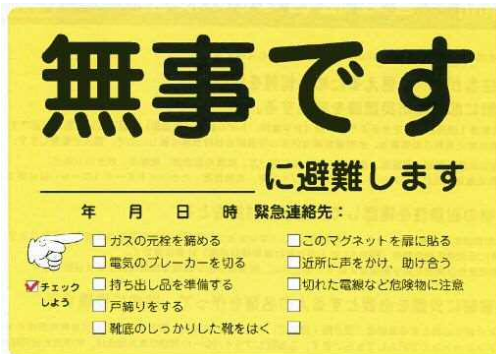 無事です
に避難します
年 月 日 時 緊急連絡先：
ガスの元栓を締める
電気のブレーカーを切る
持ち出し品を準備する
戸締りをする
靴底のしっかりした靴をはく
このマグネットを扉に貼る
近所に声をかけ、助け合う
切れた電線など危険物に注意
チェック
しよう